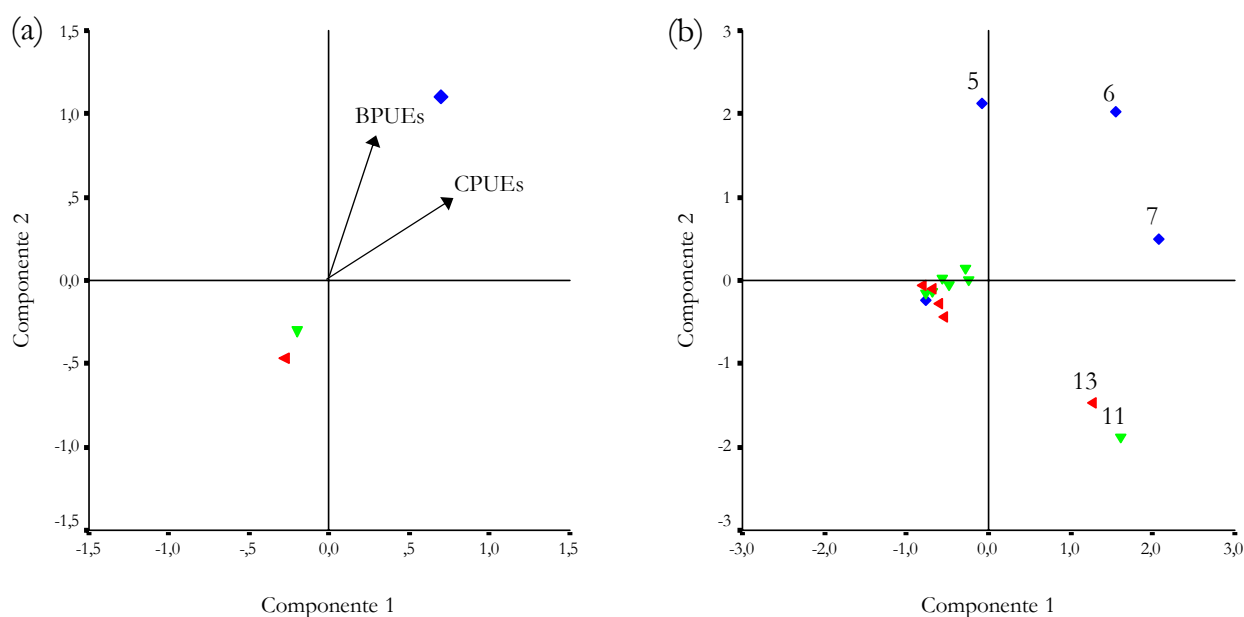 (a)
1,5
1,0
,5
0,0
-,5
-1,0
-1,5
-1,5 -1,0 -,5 0,0 ,5 1,0 1,5
Componente 2
Componente 1
BPUEs
CPUEs
(b)
3
2
1
0
-1
-2
-3
-3,0 -2,0 -1,0 0,0 1,0 2,0 3,0
Componente 2
Componente 1
5
6
7
13
11